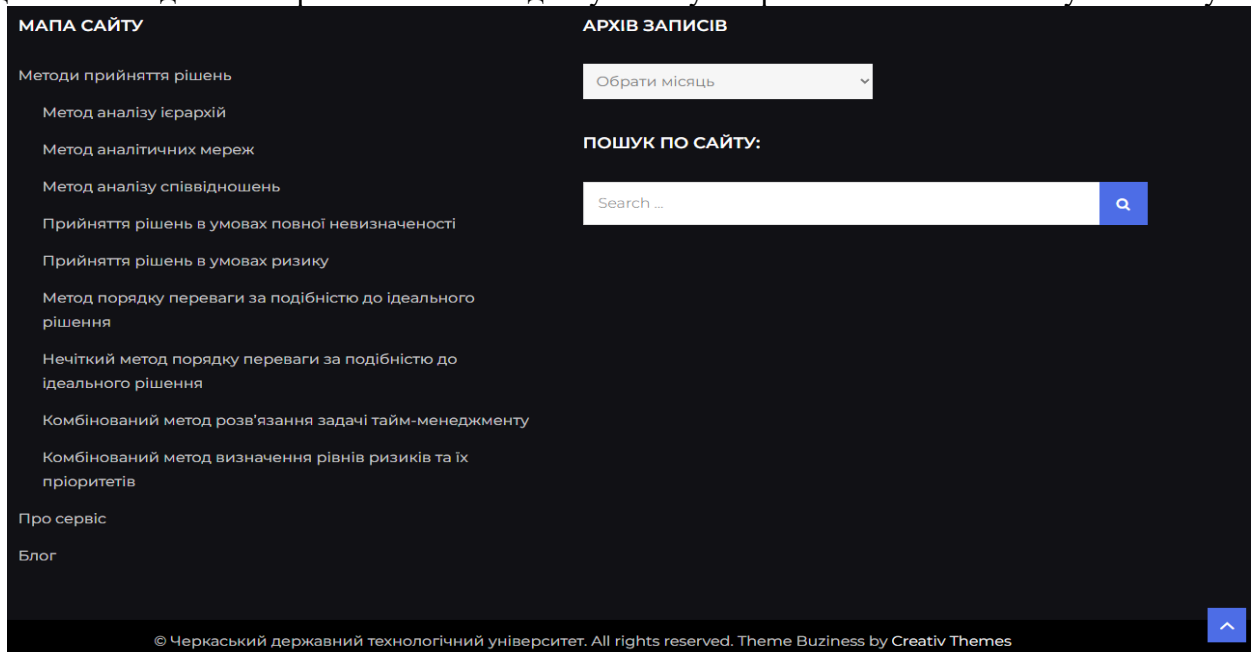 МАПА САЙТУ
Методи прийняття рішень
Метод аналізу ієрархій
Метод аналітичних мереж
Метод аналізу співвідношень
Прийняття рішень в умовах повної невизначеності
Прийняття рішень в умовах ризику
Метод порядку переваги за подібністю до ідеального
рішення
Нечіткий метод порядку переваги за подібністю до
ідеального рішення
Комбінований метод розв'язання задачі тайм-менеджменту
Комбінований метод визначення рівнів ризиків та їх
пріоритетів
Про сервіс
Блог
АРХІВ ЗАПИСІВ
Обрати місяць
ПОШУК ПО САЙТУ:
Search ...
© Черкаський державний технологічний університет. All rights reserved. Theme Buziness by Creativ Themes